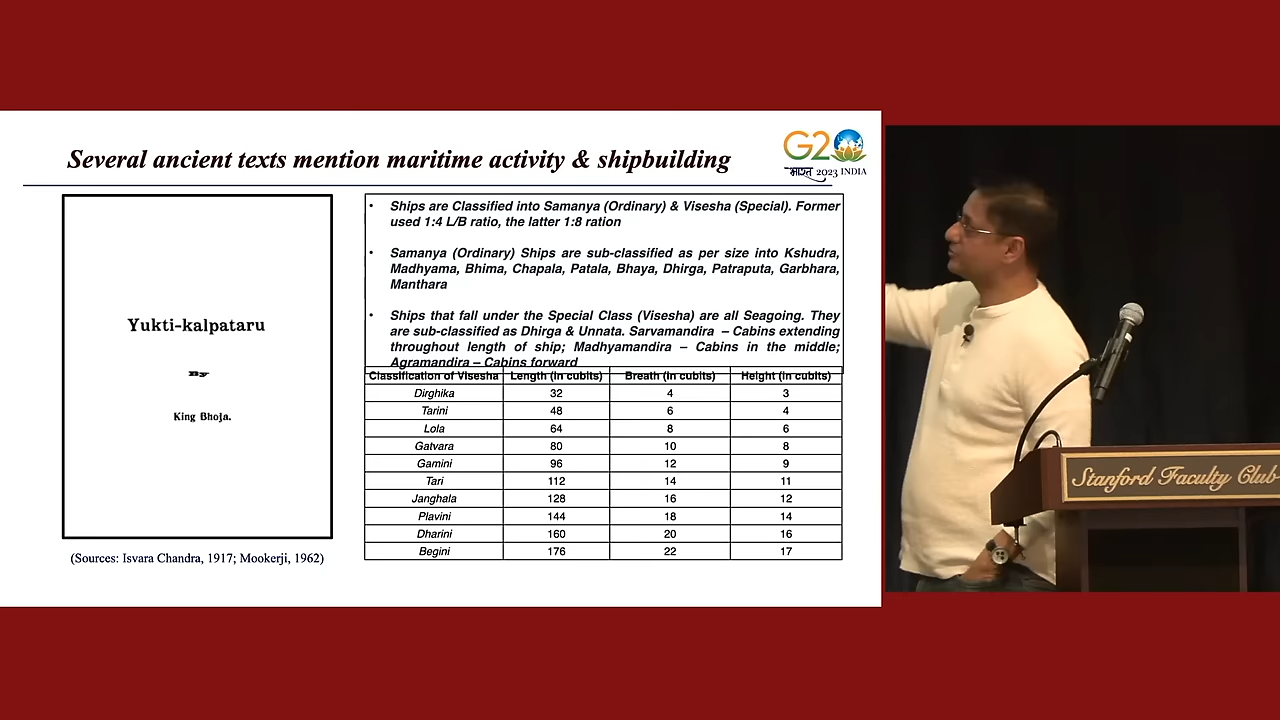 Several ancient texts mention maritime activity & shipbuilding
G20
भारत 2023 INDIA
Yukti-kalpataru
By
King Bhoja.
(Sources: Isvara Chandra, 1917; Mookerji, 1962)
• Ships are Classified into Samanya (Ordinary) & Visesha (Special). Former
used 1:4 L/B ratio, the latter 1:8 ration
• Samanya (Ordinary) Ships are sub-classified as per size into Kshudra,
Madhyama, Bhima, Chapala, Patala, Bhaya, Dhirga, Patraputa, Garbhara,
Manthara
• Ships that fall under the Special Class (Visesha) are all Seagoing. They
are sub-classified as Dhirga & Unnata. Sarvamandira – Cabins extending
throughout length of ship; Madhyamandira – Cabins in the middle;
Agramandira – Cabins forward
Classification of Visesha Length (in cubits) Breath (in cubits) Height (in cubits)
Dirghika 32 4 3
Tarini 48 6 4
Lola 64 8 6
Gatvara 80 10 8
Gamini 96 12 9
Tari 112 14 11
Janghala 128 16 12
Plavini 144 18 14
Dharini 160 20 16
Begini 176 22 17
Stanford Faculty Club